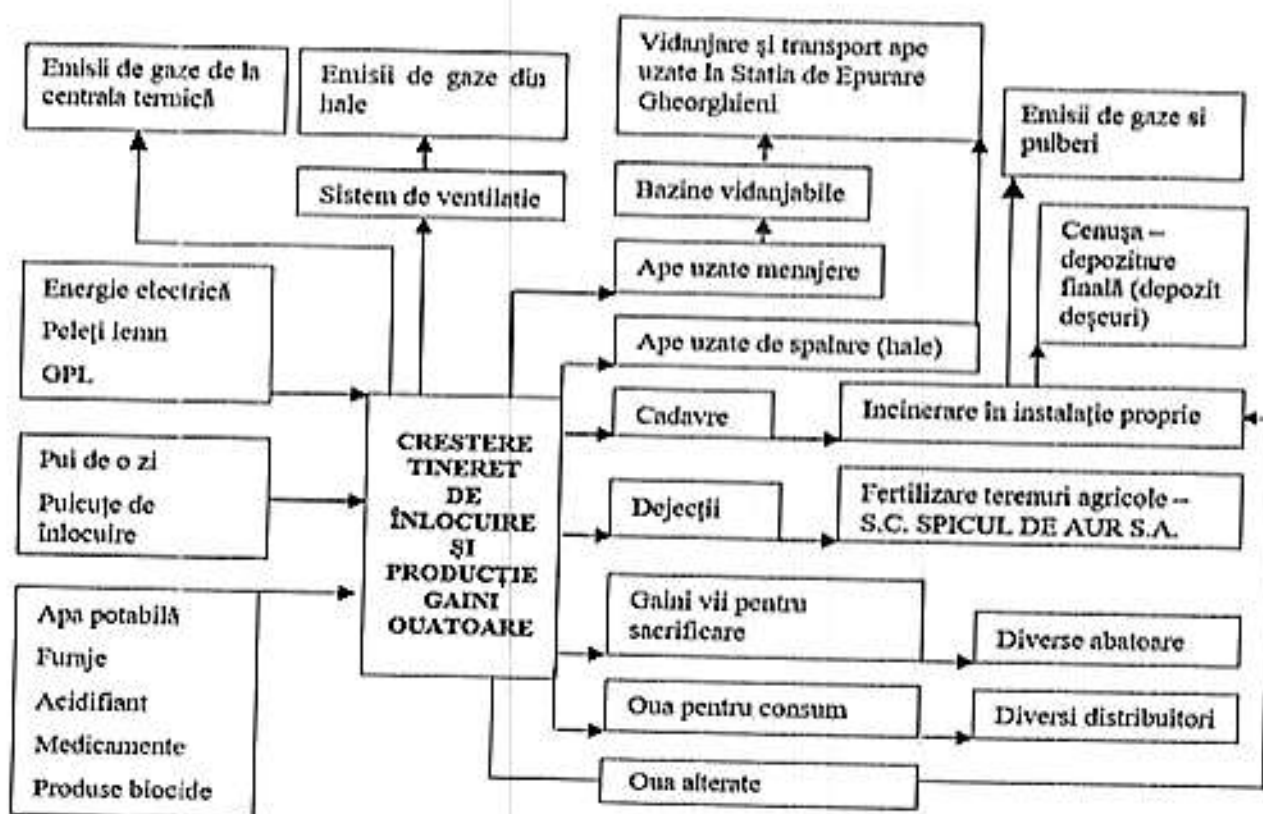 Emisii de gaze de la
centrala termică
Emisii de gaze din
hale
Vidanjare şi transport ape
uzate la Statia de Epurare
Gheorghieni
Emisii de gaze si
pulberi
Sistem de ventilatie
Bazine vidanjabile
Cenuşa –
depozitare
finală (depozit
deşeuri)
Ape uzate menajere
Energie electrică
Peleţi lemn
GPL
Ape uzate de spalare (hale)
Cadavre
Incinerare în instalaţie proprie
CRESTERE
TINERET
DE
ÎNLOCUIRE
ŞI
PRODUCŢIE
GAINI
OUATOARE
Pui de o zi
Puicuţe de
înlocuire
Dejecţii
Fertilizare terenuri agricole –
S.C. SPICUL DE AUR S.A.
Apa potabilă
Furaje
Acidifiant
Medicamente
Produse biocide
Gaini vii pentru
sacrificare
Diverse abatoare
Oua pentru consum
Diversi distribuitori
Oua alterate